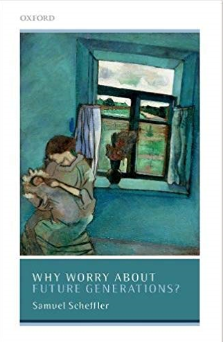 OXFORD
WHY WORRY ABOUT
FUTURE GENERATIONS?
Samuel Scheffler